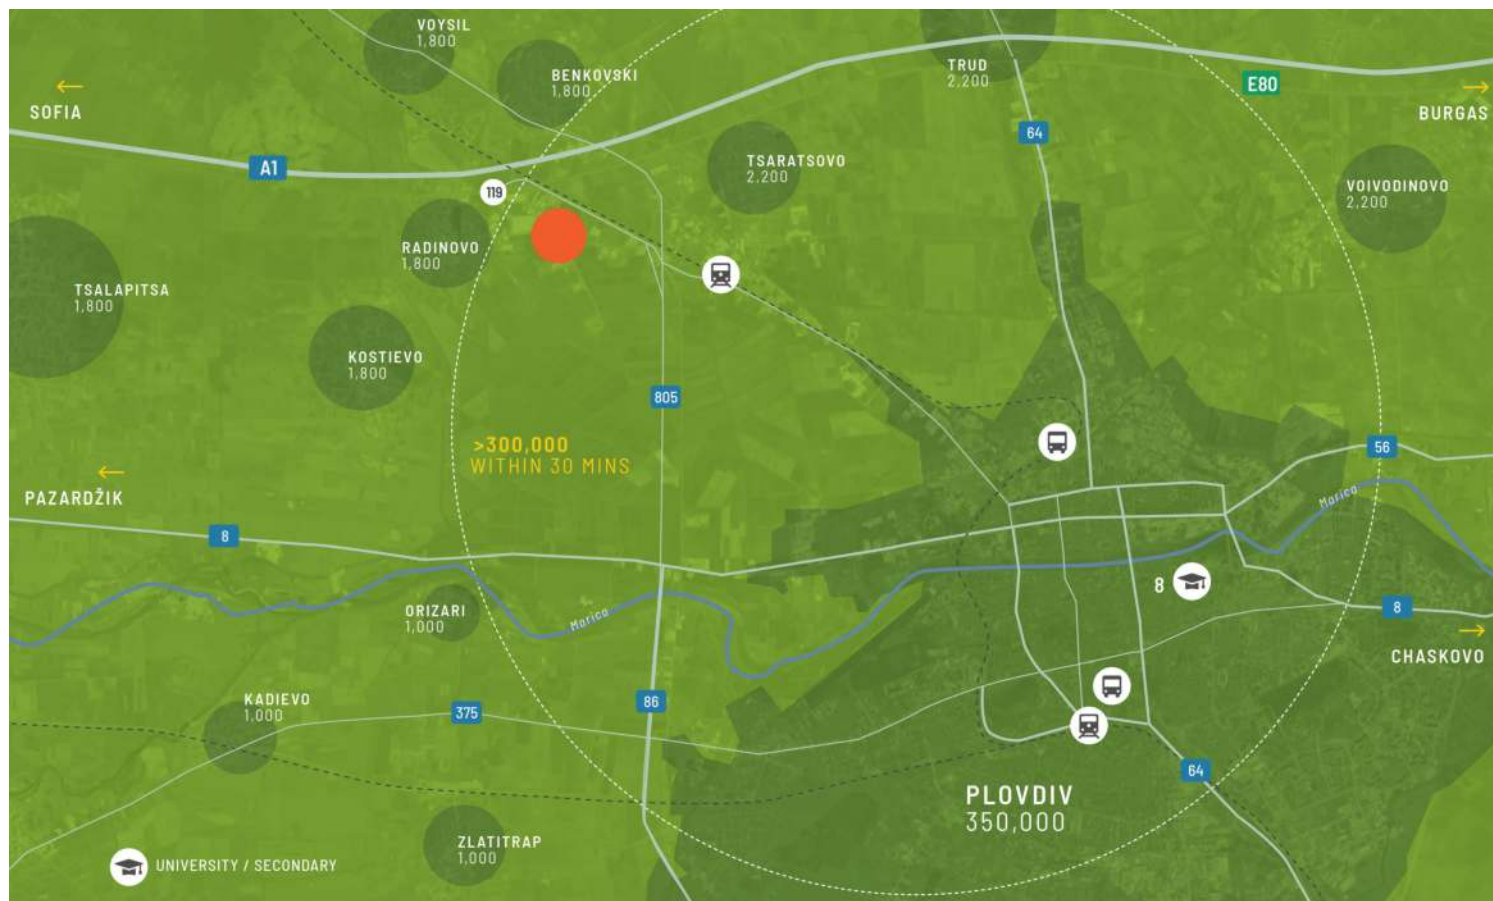 VOYSIL
1,800
BENKOVSKI
1,800
TRUD
2,200
E80
SOFIA
BURGAS
64
A1
TSARATSOVO
2,200
119
VOIVODINOVO
2,200
RADINOVO
1,800
TSALAPITSA
1,800
KOSTIEVO
1,800
805
>300,000
WITHIN 30 MINS
56
PAZARDŽIK
Marica
8
8
ORIZARI
1,000
Marica
8
CHASKOVO
KADIEVO
1,000
86
375
64
PLOVDIV
350,000
ZLATITRAP
1,000
UNIVERSITY / SECONDARY